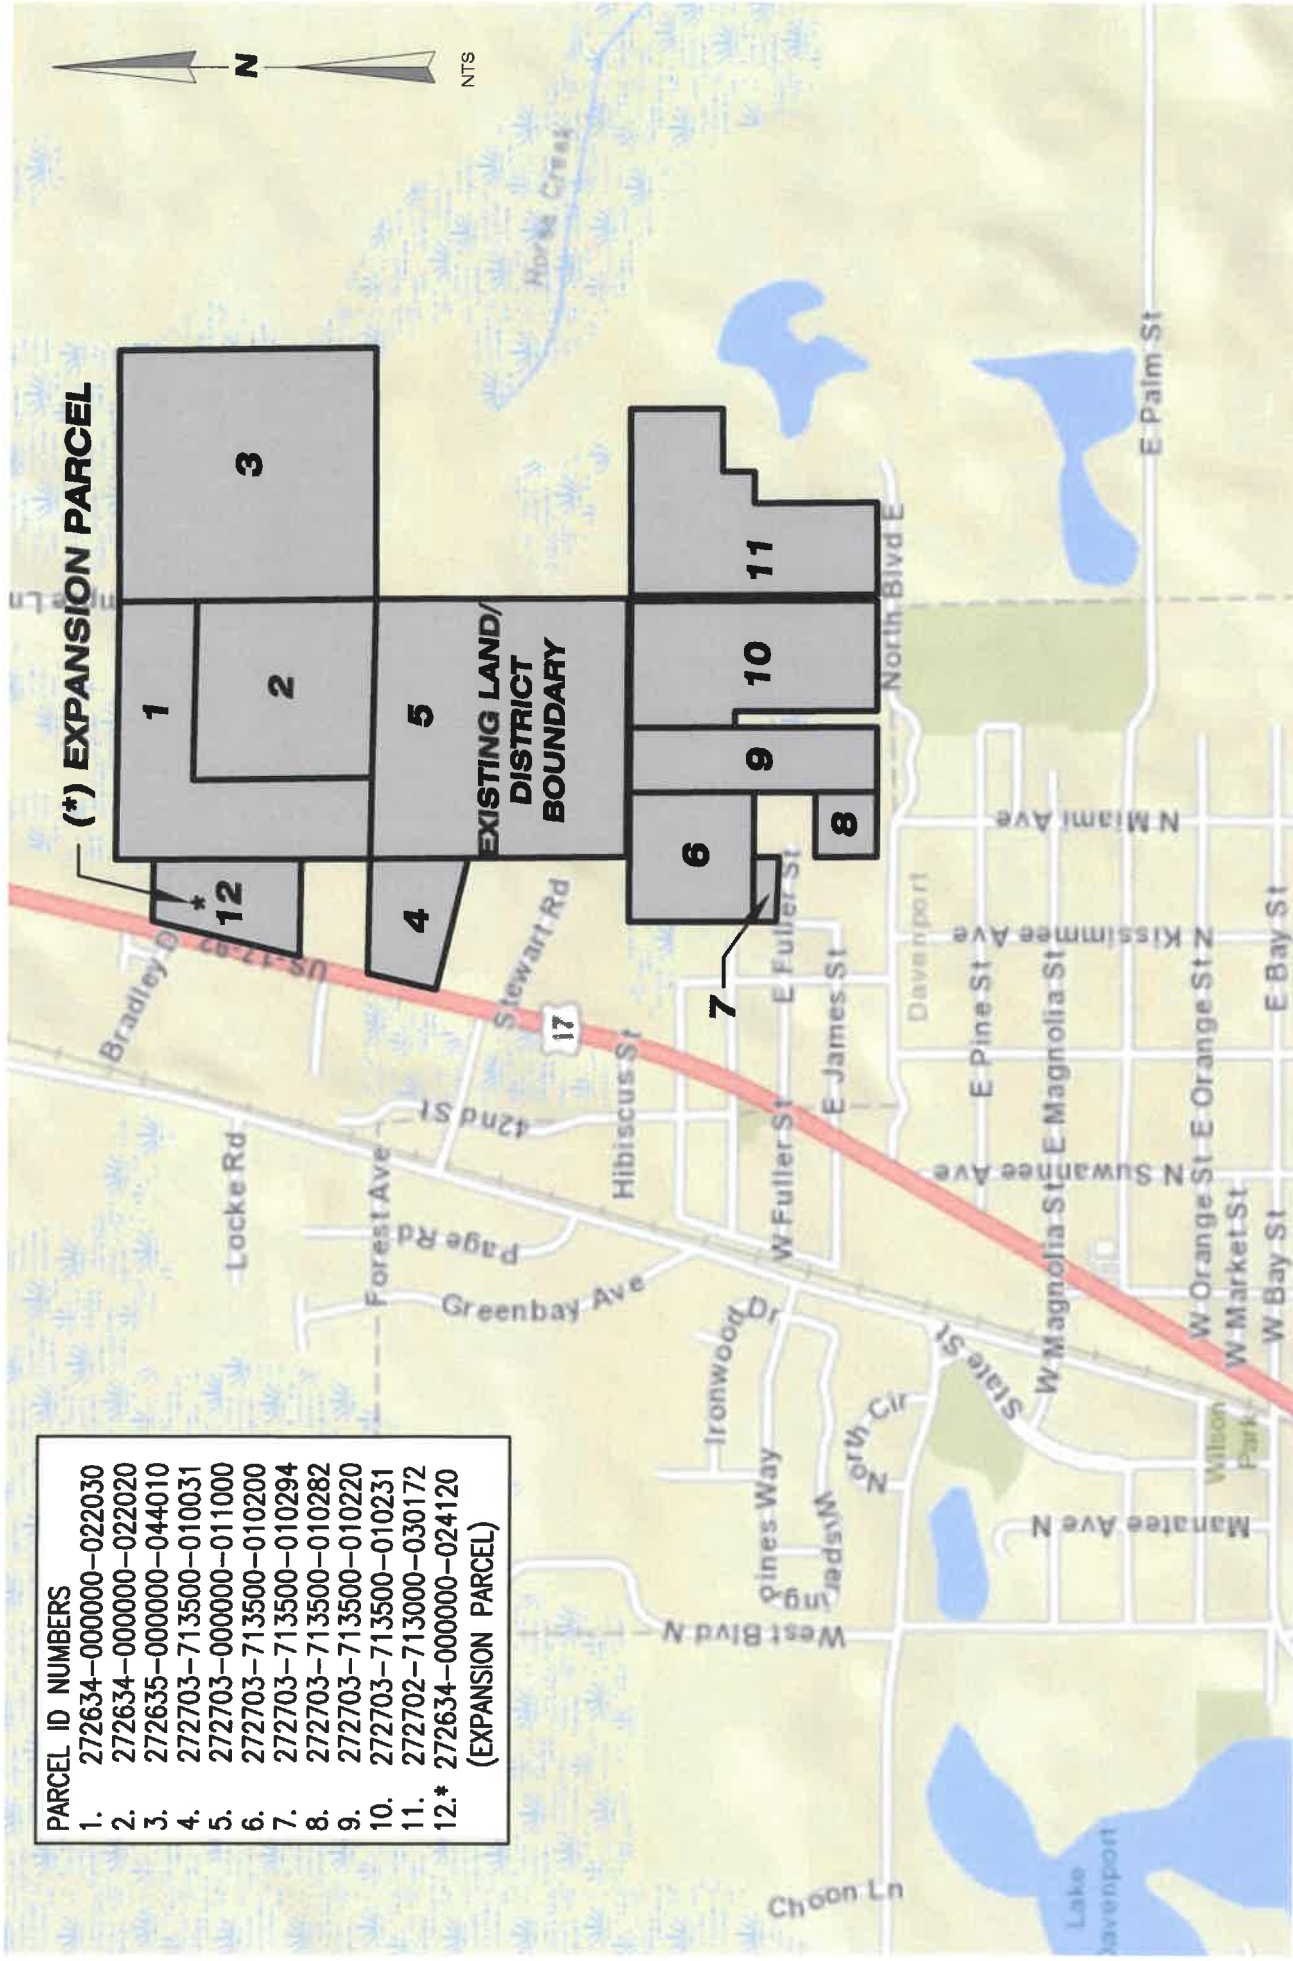 PARCEL ID NUMBERS
1. 272634-000000-022030
2. 272634-000000-022020
3. 272635-000000-044010
4. 272703-713500-010031
5. 272703-000000-011000
6. 272703-713500-010200
7. 272703-713500-010294
8. 272703-713500-010282
9. 272703-713500-010220
10. 272703-713500-010231
11. 272702-713000-030172
12.* 272634-000000-024120
(EXPANSION PARCEL)
(*) EXPANSION PARCEL
N
NTS
1
2
3
*
12
4
5
EXISTING LAND/
DISTRICT
BOUNDARY
6
7
8
9
10
11
Bradley D
US-17-92
Locke Rd
Forest Ave
42nd St
Stewart Rd
17
Hibiscus St
Page Rd
Greenbay Ave
Horse Creek
W Fuller St
E Fuller St
E James St
Davenport
North Blvd E
Ironwood Dr
State St
North Cir
N
Pines Way
Wisper
ing
West Blvd N
E Pine St
N Miami Ave
N Kissimmee Ave
N Suwannee Ave
W Magnolia St
E Magnolia St
E Palm St
W Orange St
E Orange St
N
W Market St
W Bay St
E Bay St
Wilson
Park
Manatee Ave N
Choon Ln
Lake
Davenport